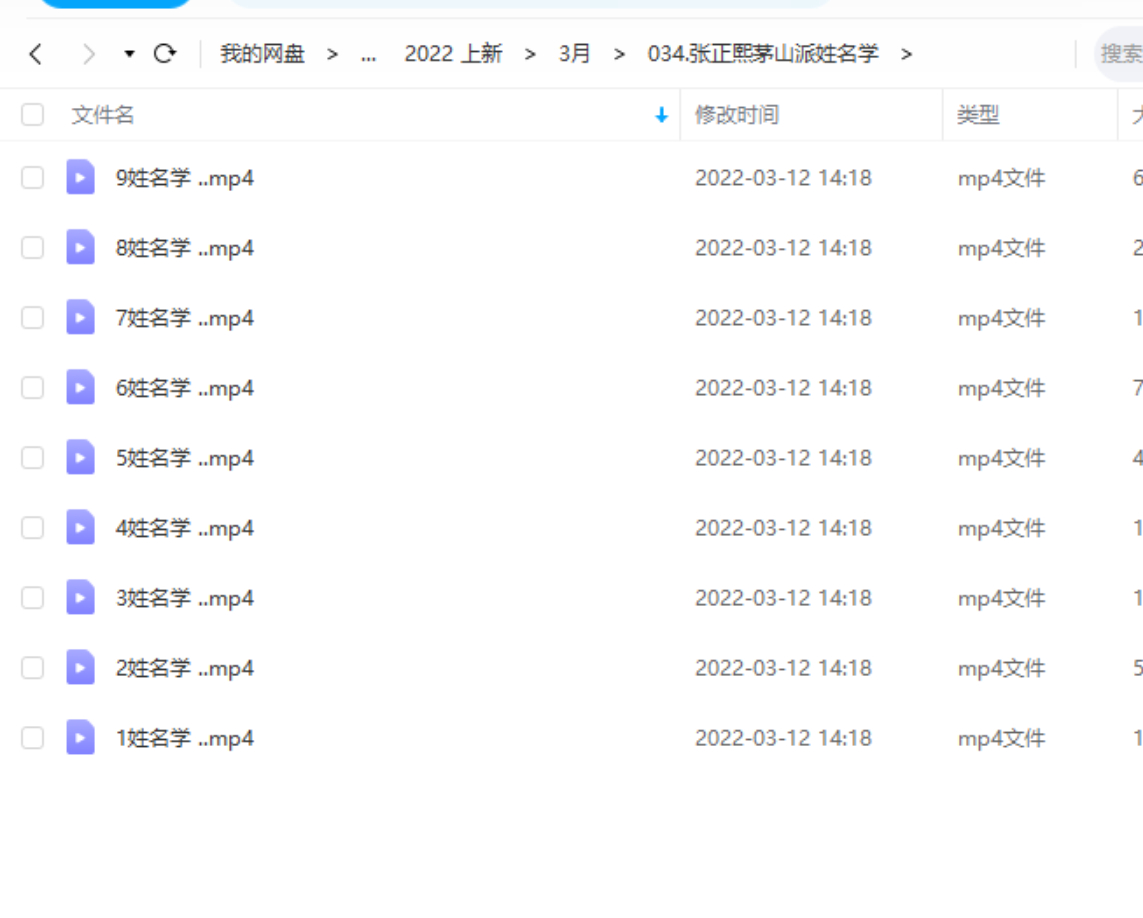 我的网盘 > ... 2022 上新 > 3月 > 034.张正熙茅山派姓名学 > 搜索
文件名 修改时间 类型
9姓名学 ..mp4 2022-03-12 14:18 mp4文件 6
8姓名学 ..mp4 2022-03-12 14:18 mp4文件 2
7姓名学 ..mp4 2022-03-12 14:18 mp4文件 1
6姓名学 ..mp4 2022-03-12 14:18 mp4文件 7
5姓名学 ..mp4 2022-03-12 14:18 mp4文件 4
4姓名学 ..mp4 2022-03-12 14:18 mp4文件 1
3姓名学 ..mp4 2022-03-12 14:18 mp4文件 1
2姓名学 ..mp4 2022-03-12 14:18 mp4文件 5
1姓名学 ..mp4 2022-03-12 14:18 mp4文件 1